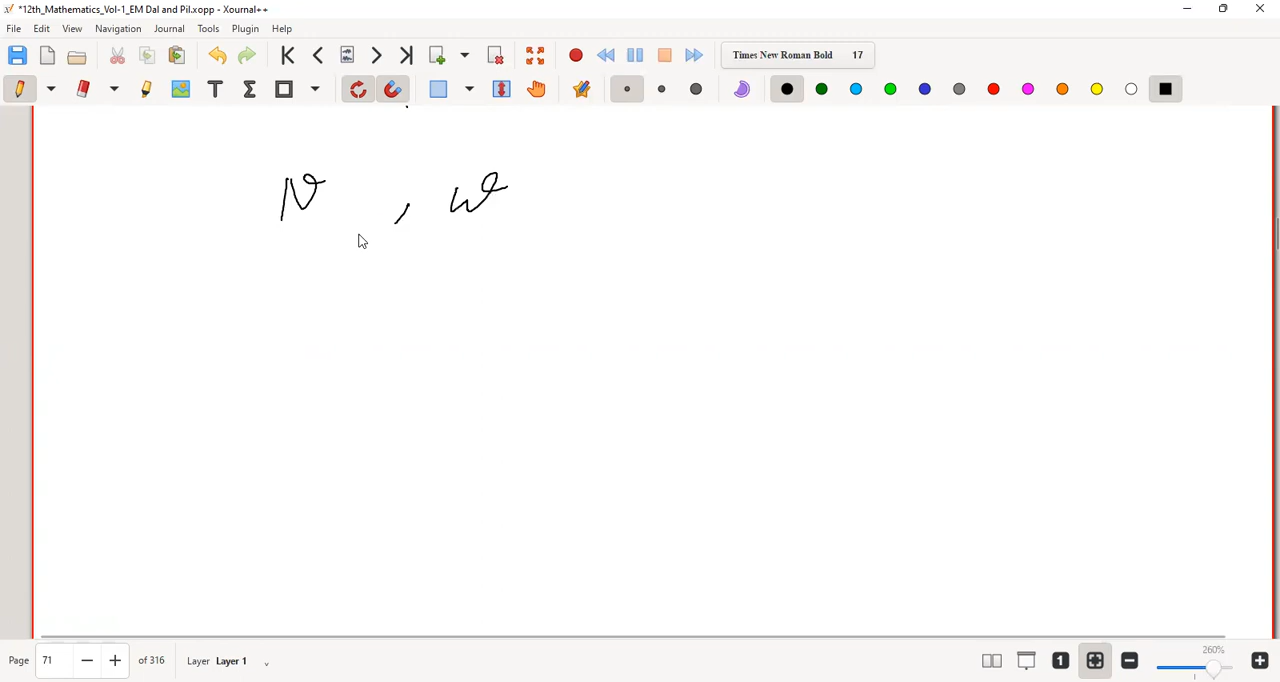 *12th_Mathematics_Vol-1_EM Dal and Pil.xopp - Xournal++
File Edit View Navigation Journal Tools Plugin Help
Times New Roman Bold 17
N , w
Page 71 of 316 Layer Layer 1 260%